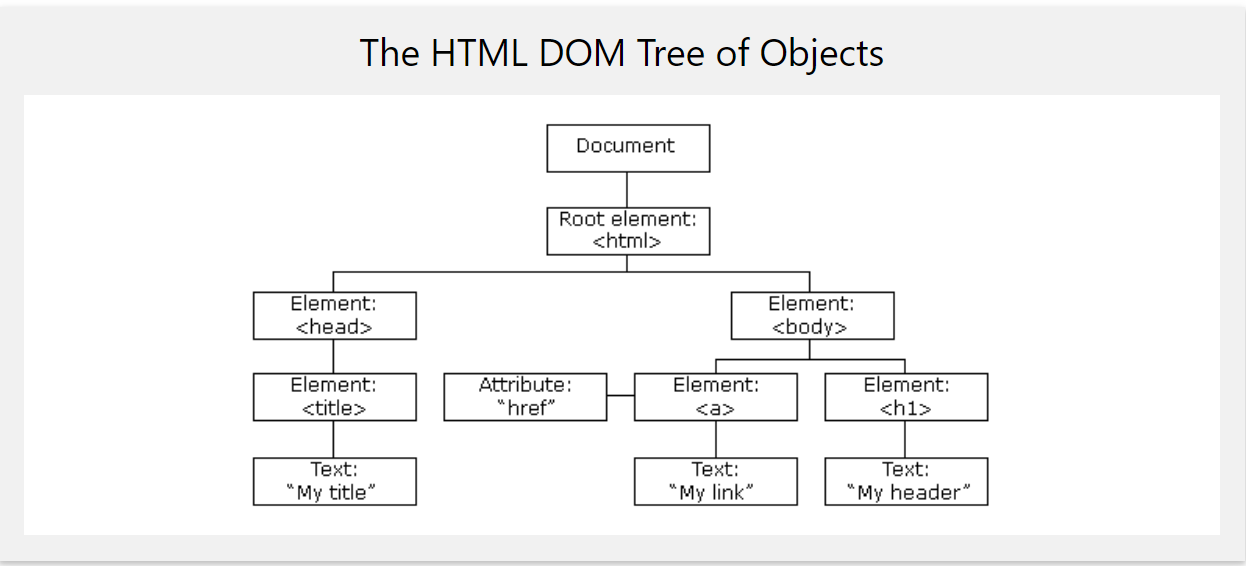 The HTML DOM Tree of Objects
Document
Root element:
<html>
Element:
<head>
Element:
<body>
Element:
<title>
Attribute:
“href”
Element:
<a>
Element:
<h1>
Text:
“My title”
Text:
“My link”
Text:
“My header”